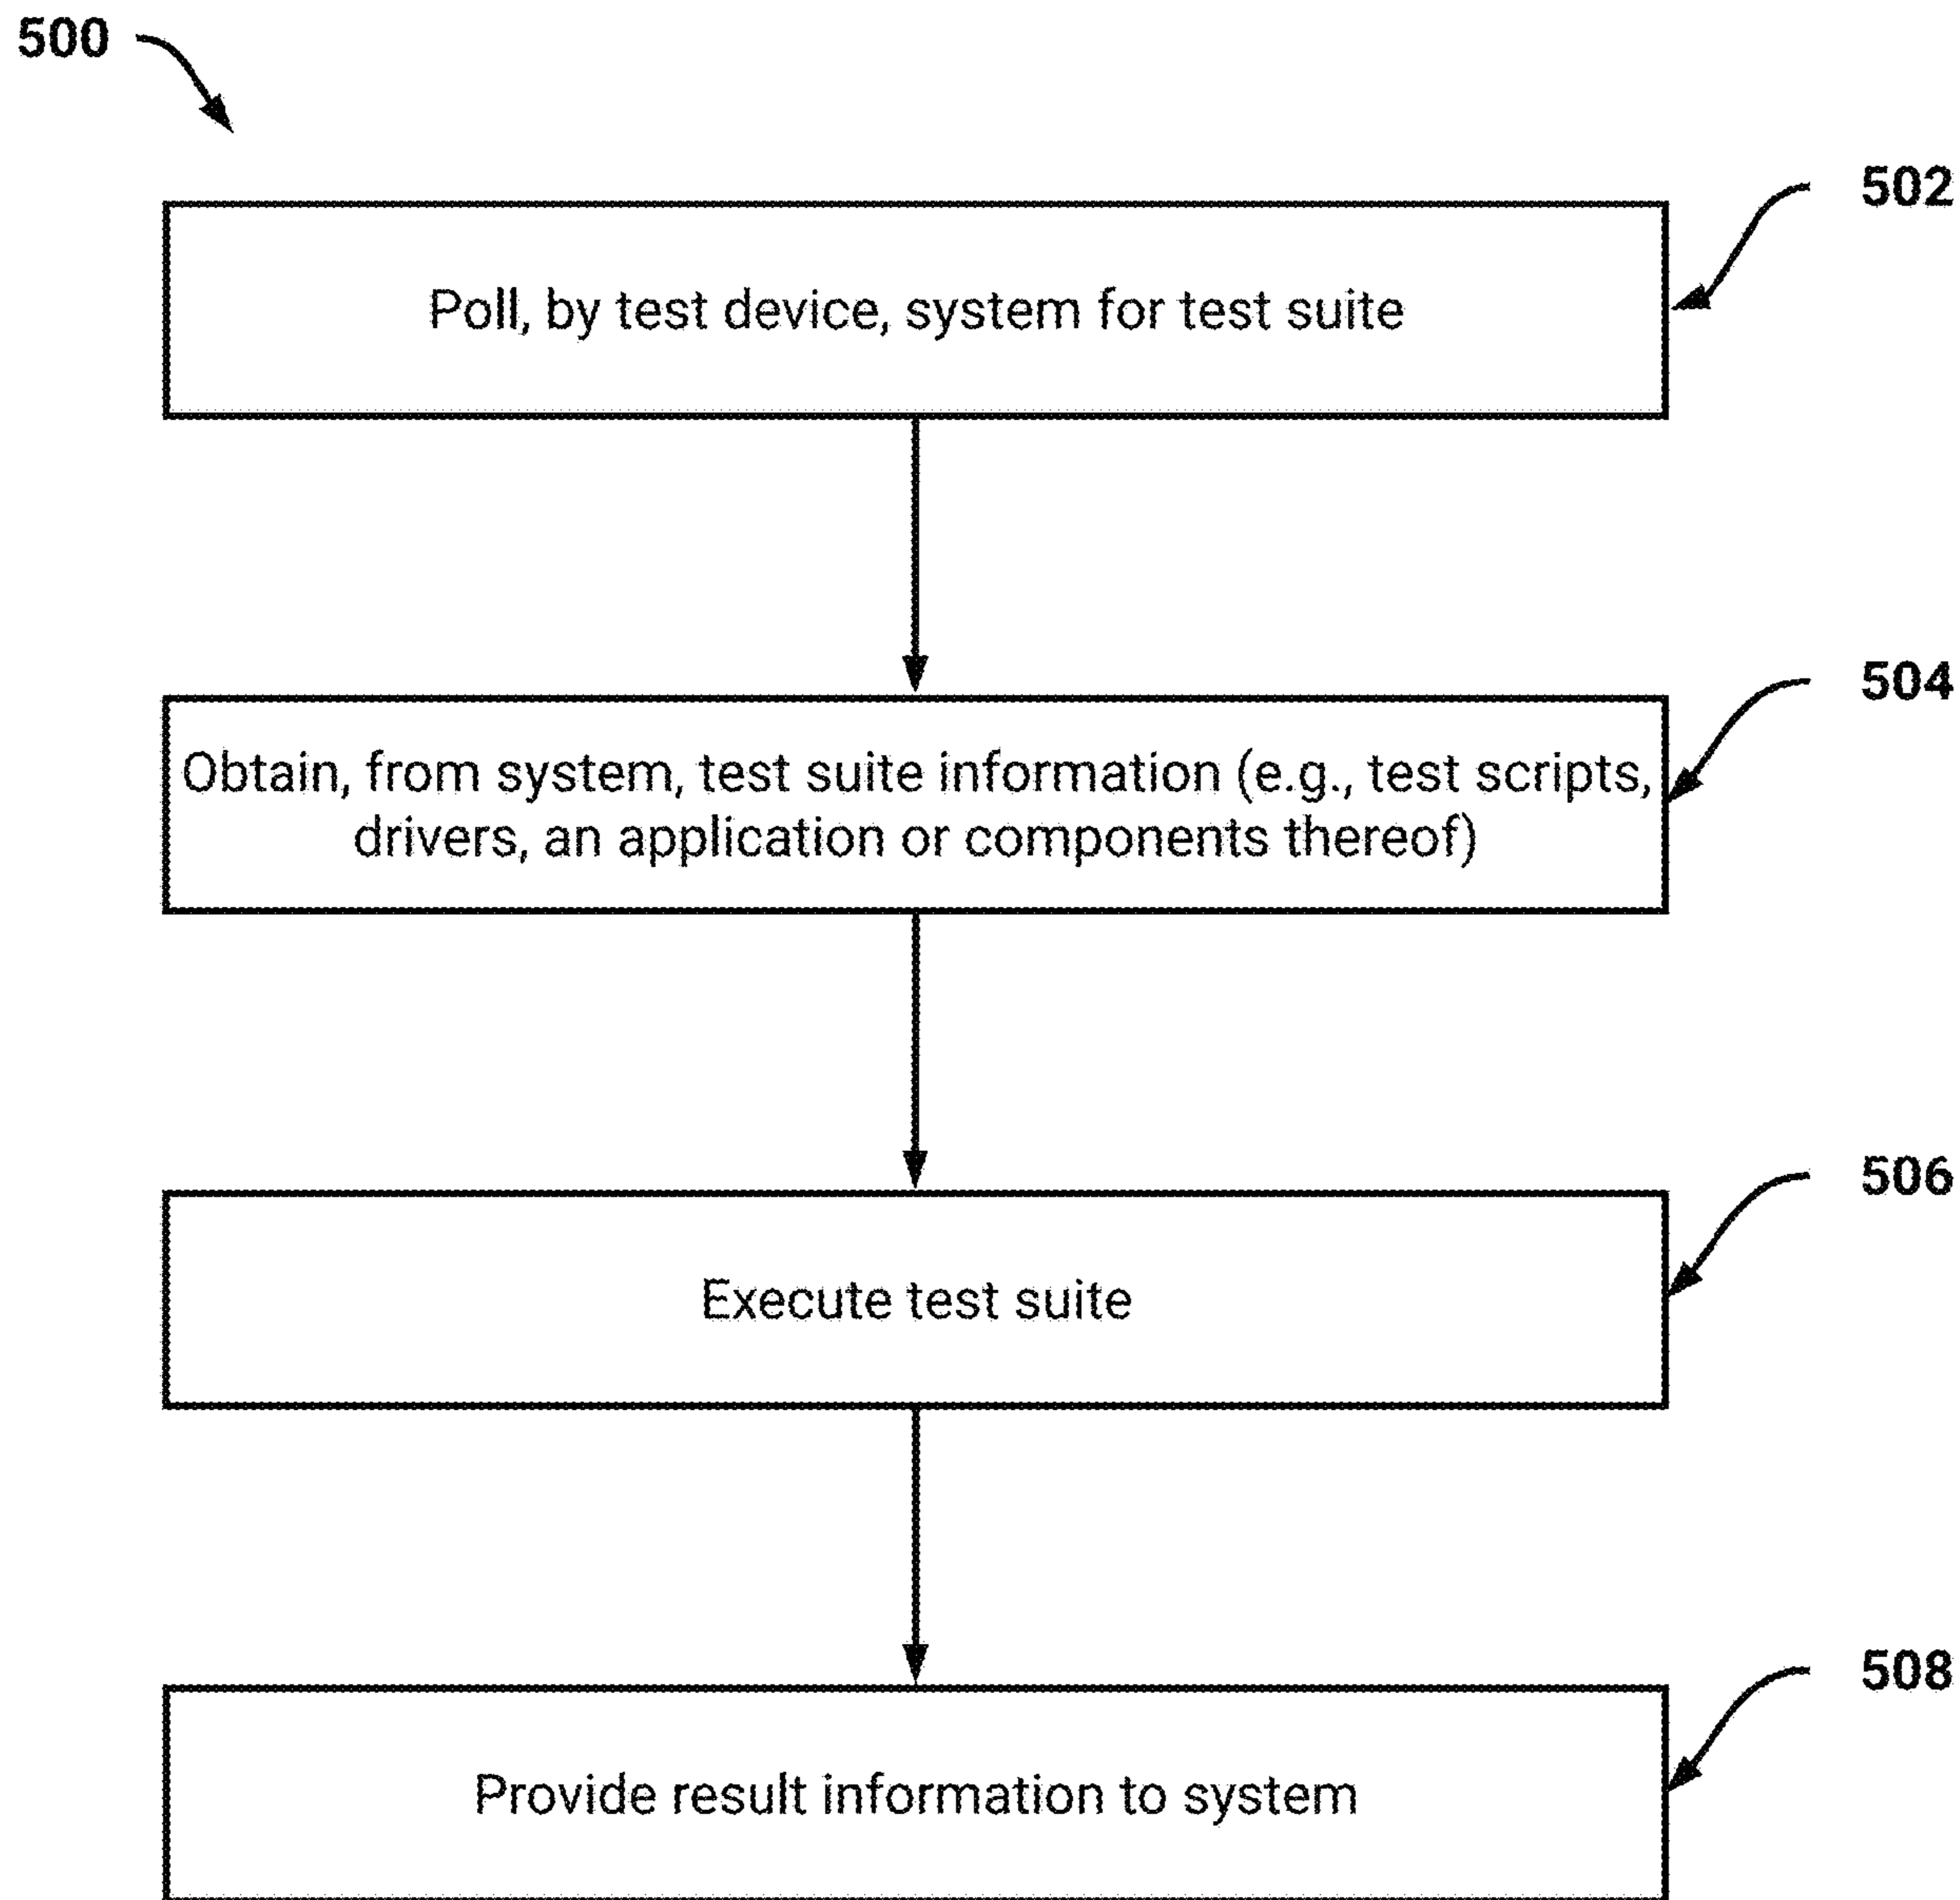 500
502
Poll, by test device, system for test suite
504
Obtain, from system, test suite information (e.g., test scripts,
drivers, an application or components thereof)
506
Execute test suite
508
Provide result information to system